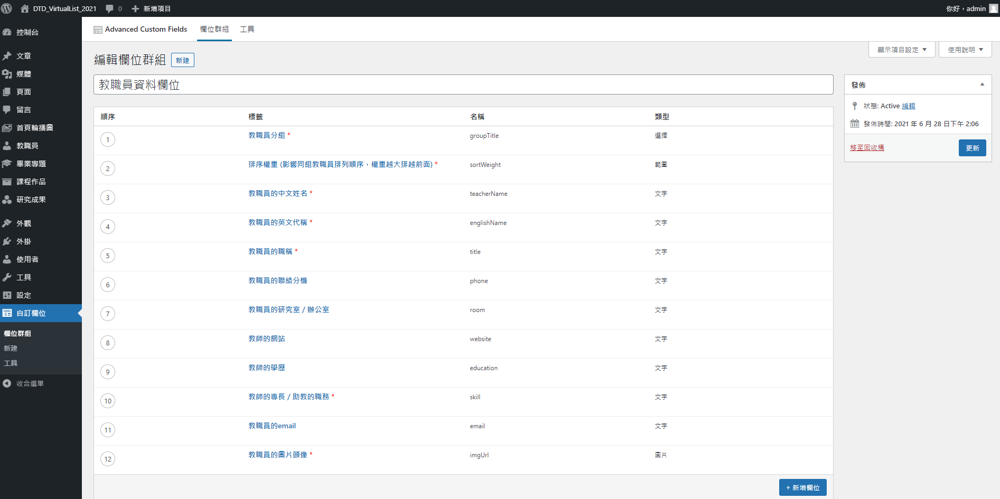 DTD_VirtualList_2021 0 新增項目 你好，admin
控制台
文章
媒體
頁面
留言
首頁輪播圖
教職員
畢業專題
課程作品
研究成果
外觀
外掛
使用者
工具
設定
自訂欄位
欄位群組
新建
工具
收合選單
Advanced Custom Fields 欄位群組 工具
顯示項目設定 使用說明
編輯欄位群組 新建
教職員資料欄位
順序 標籤 名稱 類型
1 教職員分組 * groupTitle 選擇
2 排序權重 (影響同組教職員排列順序，權重越大排越前面) * sortWeight 範圍
3 教職員的中文姓名 * teacherName 文字
4 教職員的英文代稱 * englishName 文字
5 教職員的職稱 * title 文字
6 教職員的聯絡分機 phone 文字
7 教職員的研究室 / 辦公室 room 文字
8 教師的網站 website 文字
9 教師的學歷 education 文字
10 教師的專長 / 助教的職務 * skill 文字
11 教職員的email email 文字
12 教職員的圖片頭像 * imgUrl 圖片
+ 新增欄位
發佈
狀態: Active 編輯
發佈時間: 2021 年 6 月 28 日下午 2:06
移至回收桶 更新